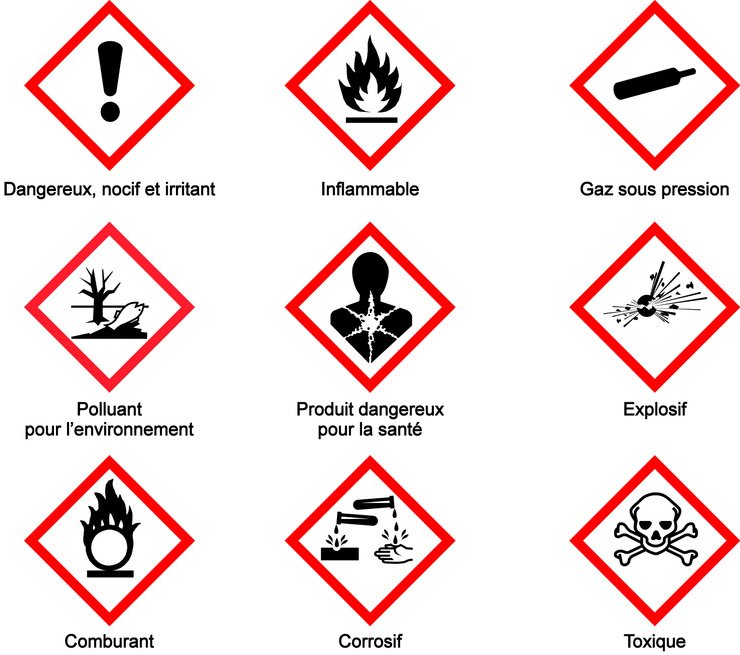 Dangereux, nocif et irritant
Inflammable
Gaz sous pression
Polluant
pour l’environnement
Produit dangereux
pour la santé
Explosif
Comburant
Corrosif
Toxique